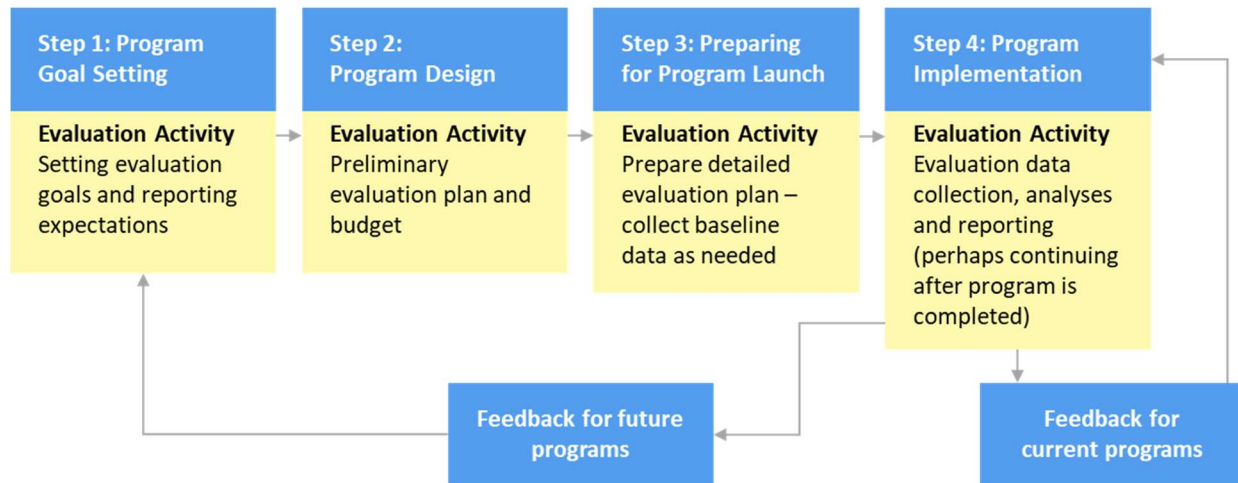 Step 1: Program
Goal Setting
Evaluation Activity
Setting evaluation
goals and reporting
expectations
Step 2:
Program Design
Evaluation Activity
Preliminary
evaluation plan and
budget
Step 3: Preparing
for Program Launch
Evaluation Activity
Prepare detailed
evaluation plan –
collect baseline
data as needed
Step 4: Program
Implementation
Evaluation Activity
Evaluation data
collection, analyses
and reporting
(perhaps continuing
after program is
completed)
Feedback for future
programs
Feedback for
current programs